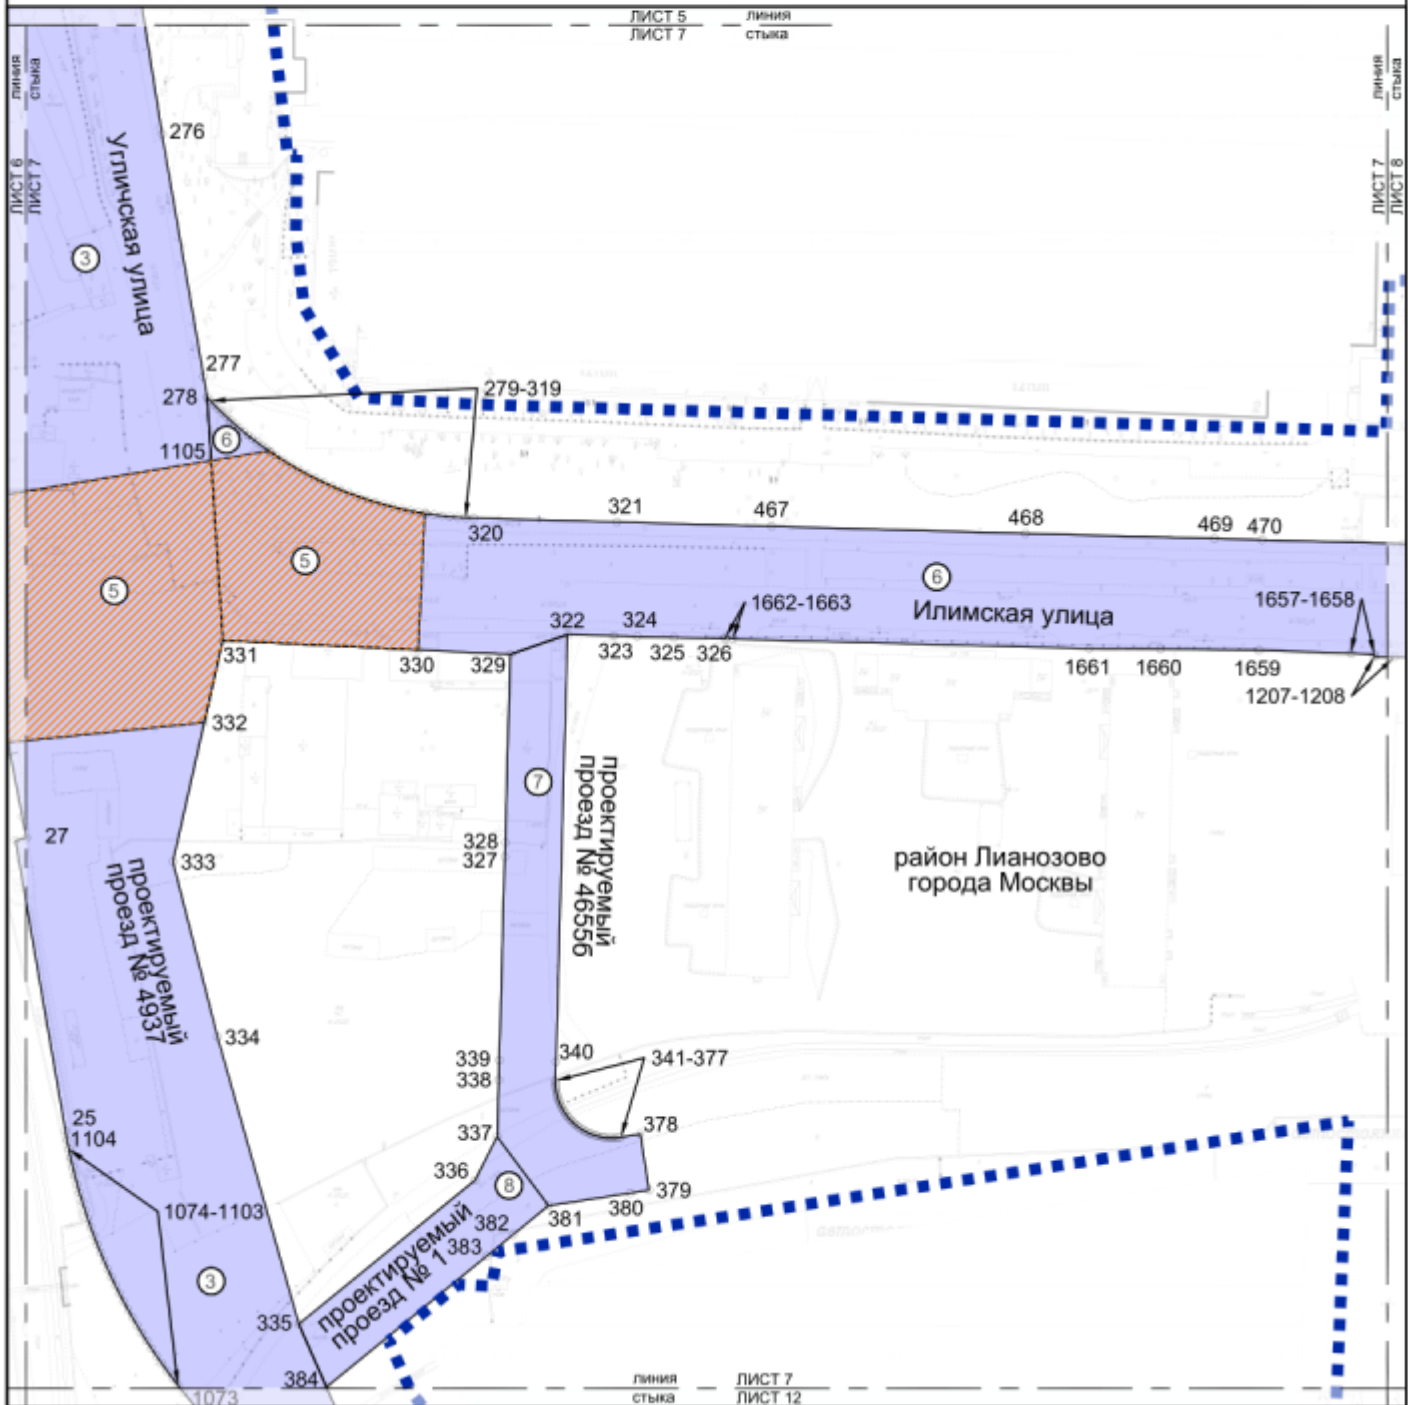 ЛИСТ 5
линия
ЛИСТ 7
стыка
линия
стыка
ЛИСТ 6
ЛИСТ 7
линия
стыка
ЛИСТ 7
ЛИСТ 8
276
Угличская улица
3
277
278
279-319
6
1105
5
5
320
321
467
468
469
470
6
Илимская улица
1662-1663
1657-1658
322
324
323
325
326
329
330
331
1661
1660
1659
1207-1208
332
7
проектируемый
проезд № 4655б
район Лианозово
города Москвы
27
333
328
327
проектируемый
проезд № 4937
334
339
338
340
341-377
25
1104
337
378
336
8
379
380
381
382
383
1074-1103
3
проектируемый
проезд № 1
335
384
1073
линия
ЛИСТ 7
стыка
ЛИСТ 12